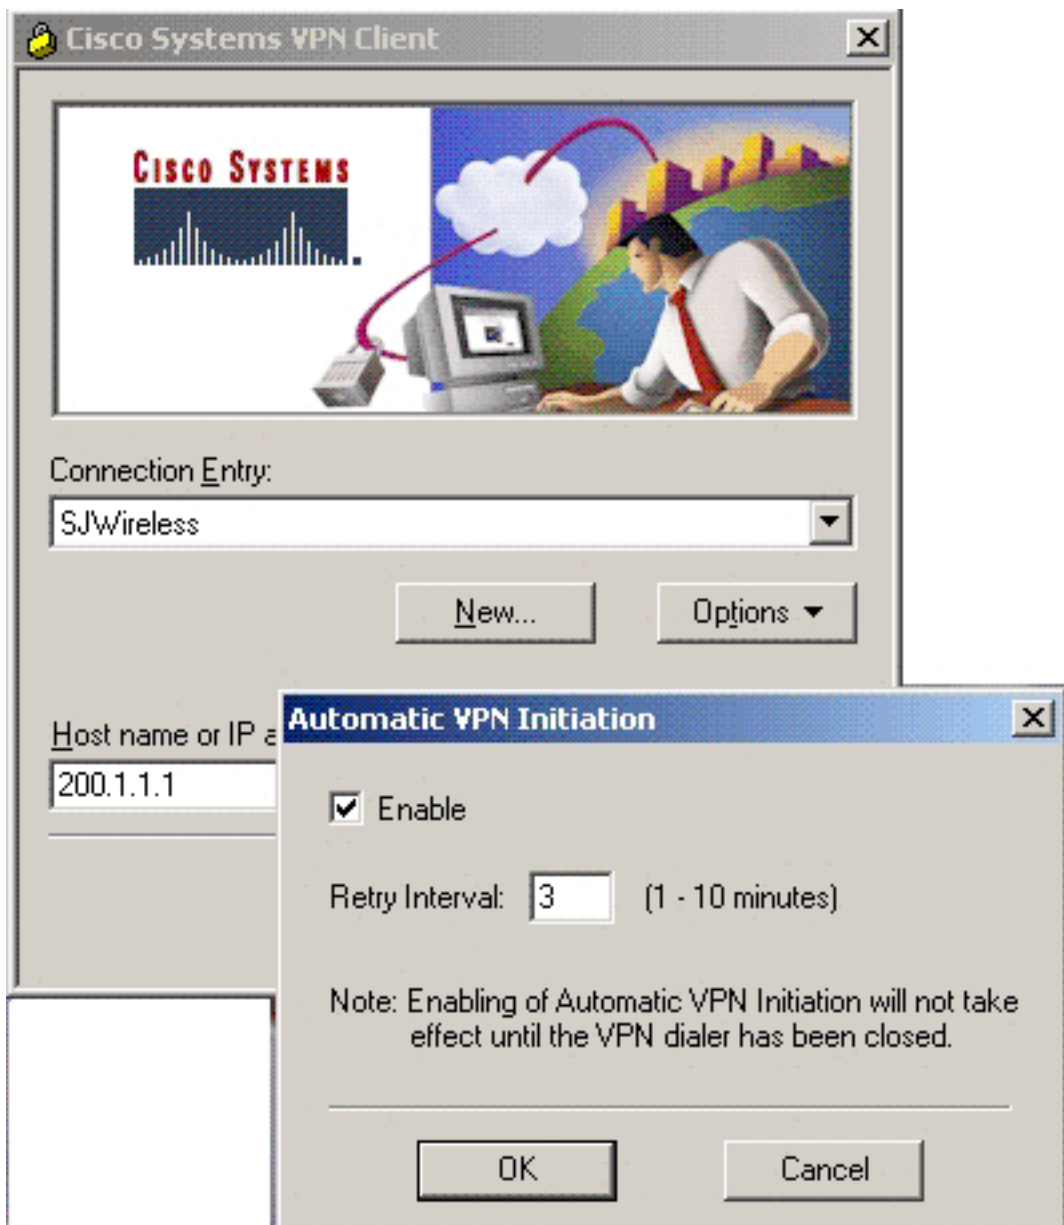 Cisco Systems VPN Client
CISCO SYSTEMS
Connection Entry:
SJWireless
New...
Options
Host name or IP a
200.1.1.1
Automatic VPN Initiation
Enable
Retry Interval: 3 (1 - 10 minutes)
Note: Enabling of Automatic VPN Initiation will not take
effect until the VPN dialer has been closed.
OK
Cancel